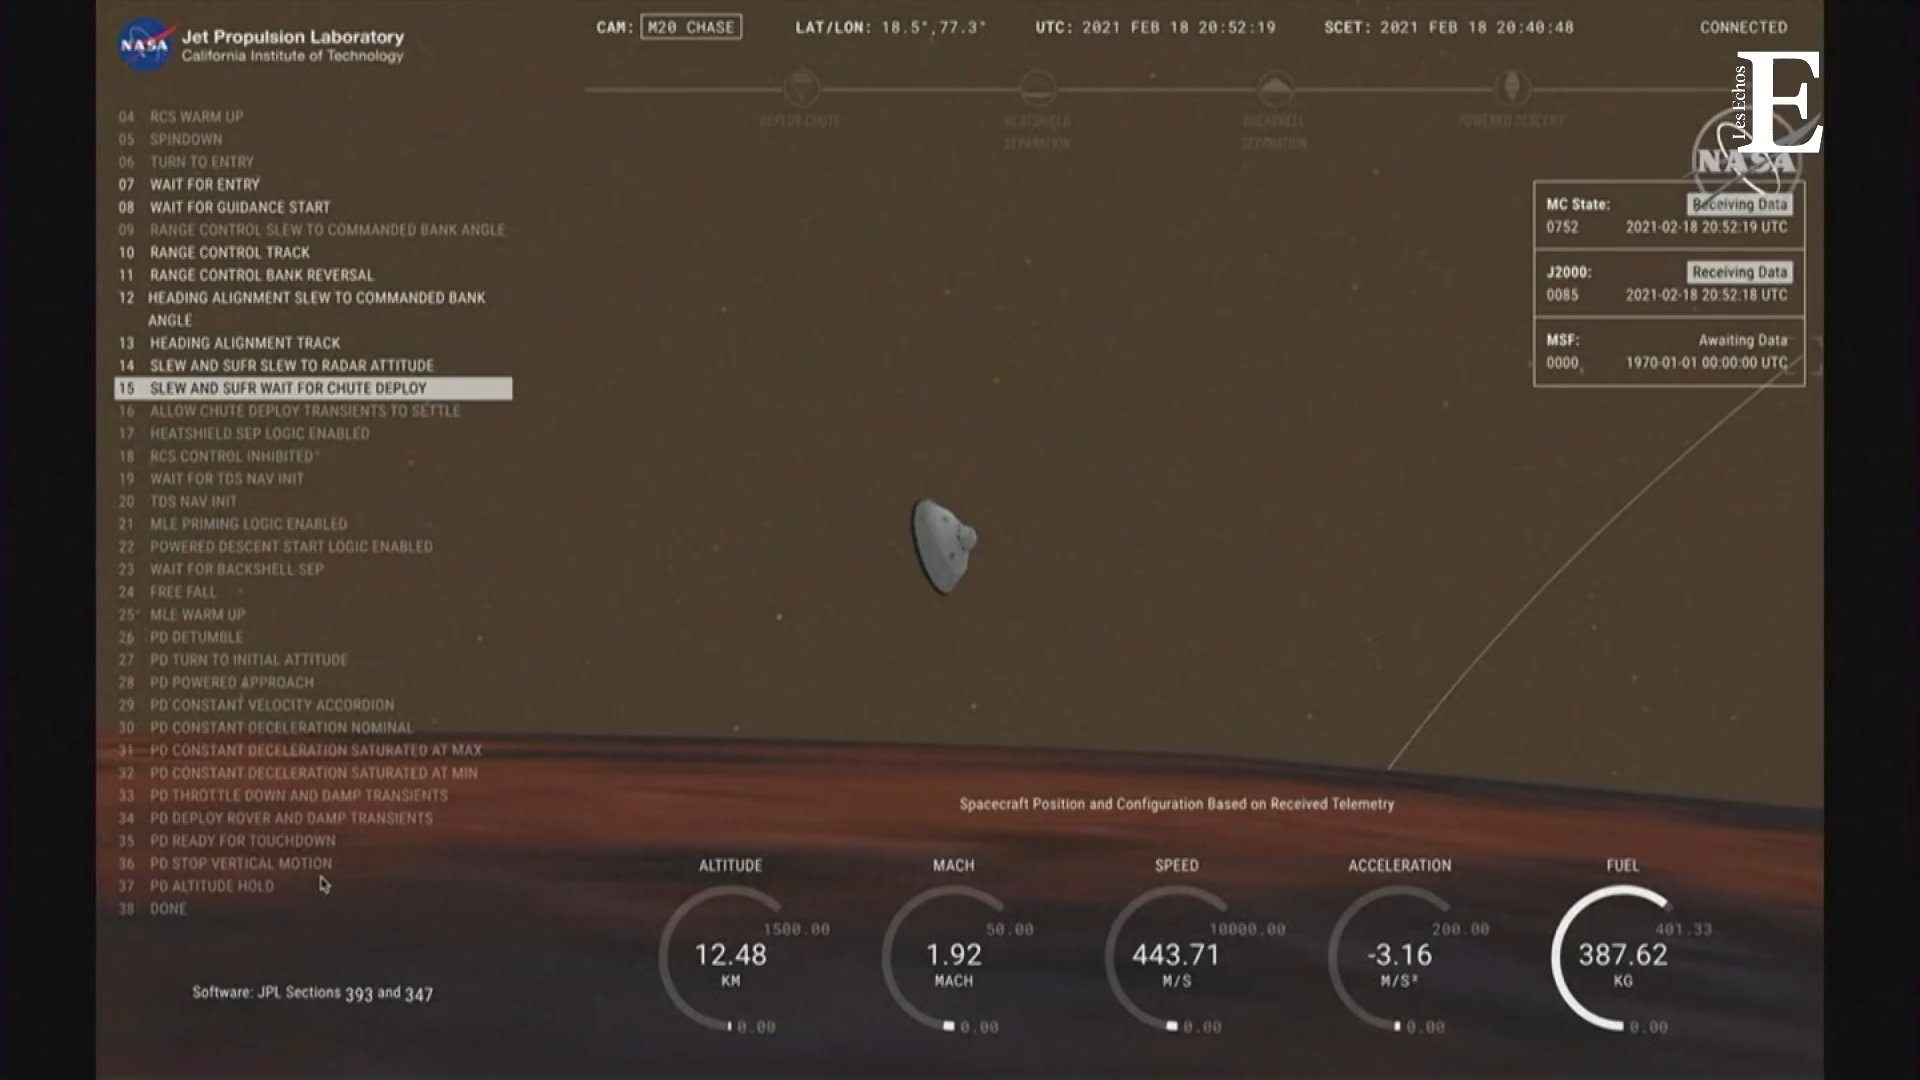 NASA
Jet Propulsion Laboratory
California Institute of Technology
CAM: M20 CHASE
LAT/LON: 18.5°,77.3°
UTC: 2021 FEB 18 20:52:19
SCET: 2021 FEB 18 20:40:48
CONNECTED
Les Echos
E
NASA
DEPLOY CHUTE
HEATSHIELD
SEPARATION
BACKSHELL
SEPARATION
POWERED DESCENT
04 RCS WARM UP
05 SPINDOWN
06 TURN TO ENTRY
07 WAIT FOR ENTRY
08 WAIT FOR GUIDANCE START
09 RANGE CONTROL SLEW TO COMMANDED BANK ANGLE
10 RANGE CONTROL TRACK
11 RANGE CONTROL BANK REVERSAL
12 HEADING ALIGNMENT SLEW TO COMMANDED BANK
ANGLE
13 HEADING ALIGNMENT TRACK
14 SLEW AND SUFR SLEW TO RADAR ATTITUDE
15 SLEW AND SUFR WAIT FOR CHUTE DEPLOY
16 ALLOW CHUTE DEPLOY TRANSIENTS TO SETTLE
17 HEATSHIELD SEP LOGIC ENABLED
18 RCS CONTROL INHIBITED
19 WAIT FOR TDS NAV INIT
20 TDS NAV INIT
21 MLE PRIMING LOGIC ENABLED
22 POWERED DESCENT START LOGIC ENABLED
23 WAIT FOR BACKSHELL SEP
24 FREE FALL
25 MLE WARM UP
26 PD DETUMBLE
27 PD TURN TO INITIAL ATTITUDE
28 PD POWERED APPROACH
29 PD CONSTANT VELOCITY ACCORDION
30 PD CONSTANT DECELERATION NOMINAL
31 PD CONSTANT DECELERATION SATURATED AT MAX
32 PD CONSTANT DECELERATION SATURATED AT MIN
33 PD THROTTLE DOWN AND DAMP TRANSIENTS
34 PD DEPLOY ROVER AND DAMP TRANSIENTS
35 PD READY FOR TOUCHDOWN
36 PD STOP VERTICAL MOTION
37 PD ALTITUDE HOLD
38 DONE
Software: JPL Sections 393 and 347
MC State: Receiving Data
0752 2021-02-18 20:52:19 UTC
J2000: Receiving Data
0085 2021-02-18 20:52:18 UTC
MSF: Awaiting Data
0000 1970-01-01 00:00:00 UTC
Spacecraft Position and Configuration Based on Received Telemetry
ALTITUDE
1500.00
12.48
KM
0.00
MACH
50.00
1.92
MACH
0.00
SPEED
10000.00
443.71
M/S
0.00
ACCELERATION
200.00
-3.16
M/S²
0.00
FUEL
401.33
387.62
KG
0.00